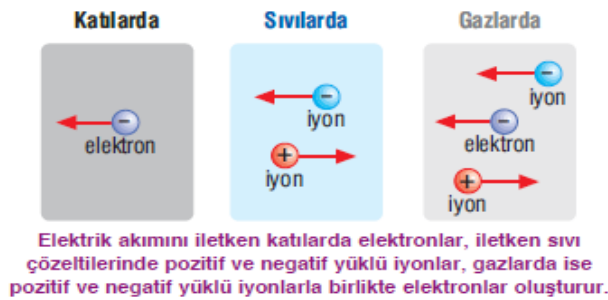 Katılarda
Sıvılarda
Gazlarda
elektron
iyon
iyon
iyon
elektron
iyon
Elektrik akımını iletken katılarda elektronlar, iletken sıvı
çözeltilerinde pozitif ve negatif yüklü iyonlar, gazlarda ise
pozitif ve negatif yüklü iyonlarla birlikte elektronlar oluşturur.